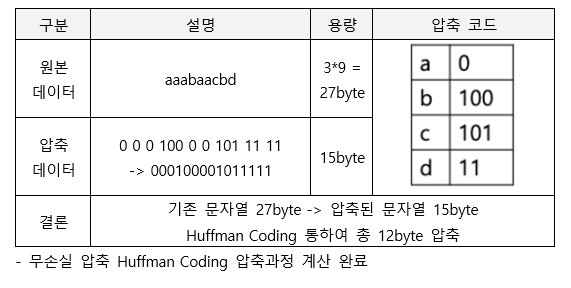 구분 설명 용량 압축 코드
원본 데이터 aaabaacbd 3*9 = 27byte
a 0
b 100
c 101
d 11
압축 데이터 0 0 0 100 0 0 101 11 11
-> 000100001011111 15byte
결론 기존 문자열 27byte -> 압축된 문자열 15byte
Huffman Coding 통하여 총 12byte 압축
- 무손실 압축 Huffman Coding 압축과정 계산 완료